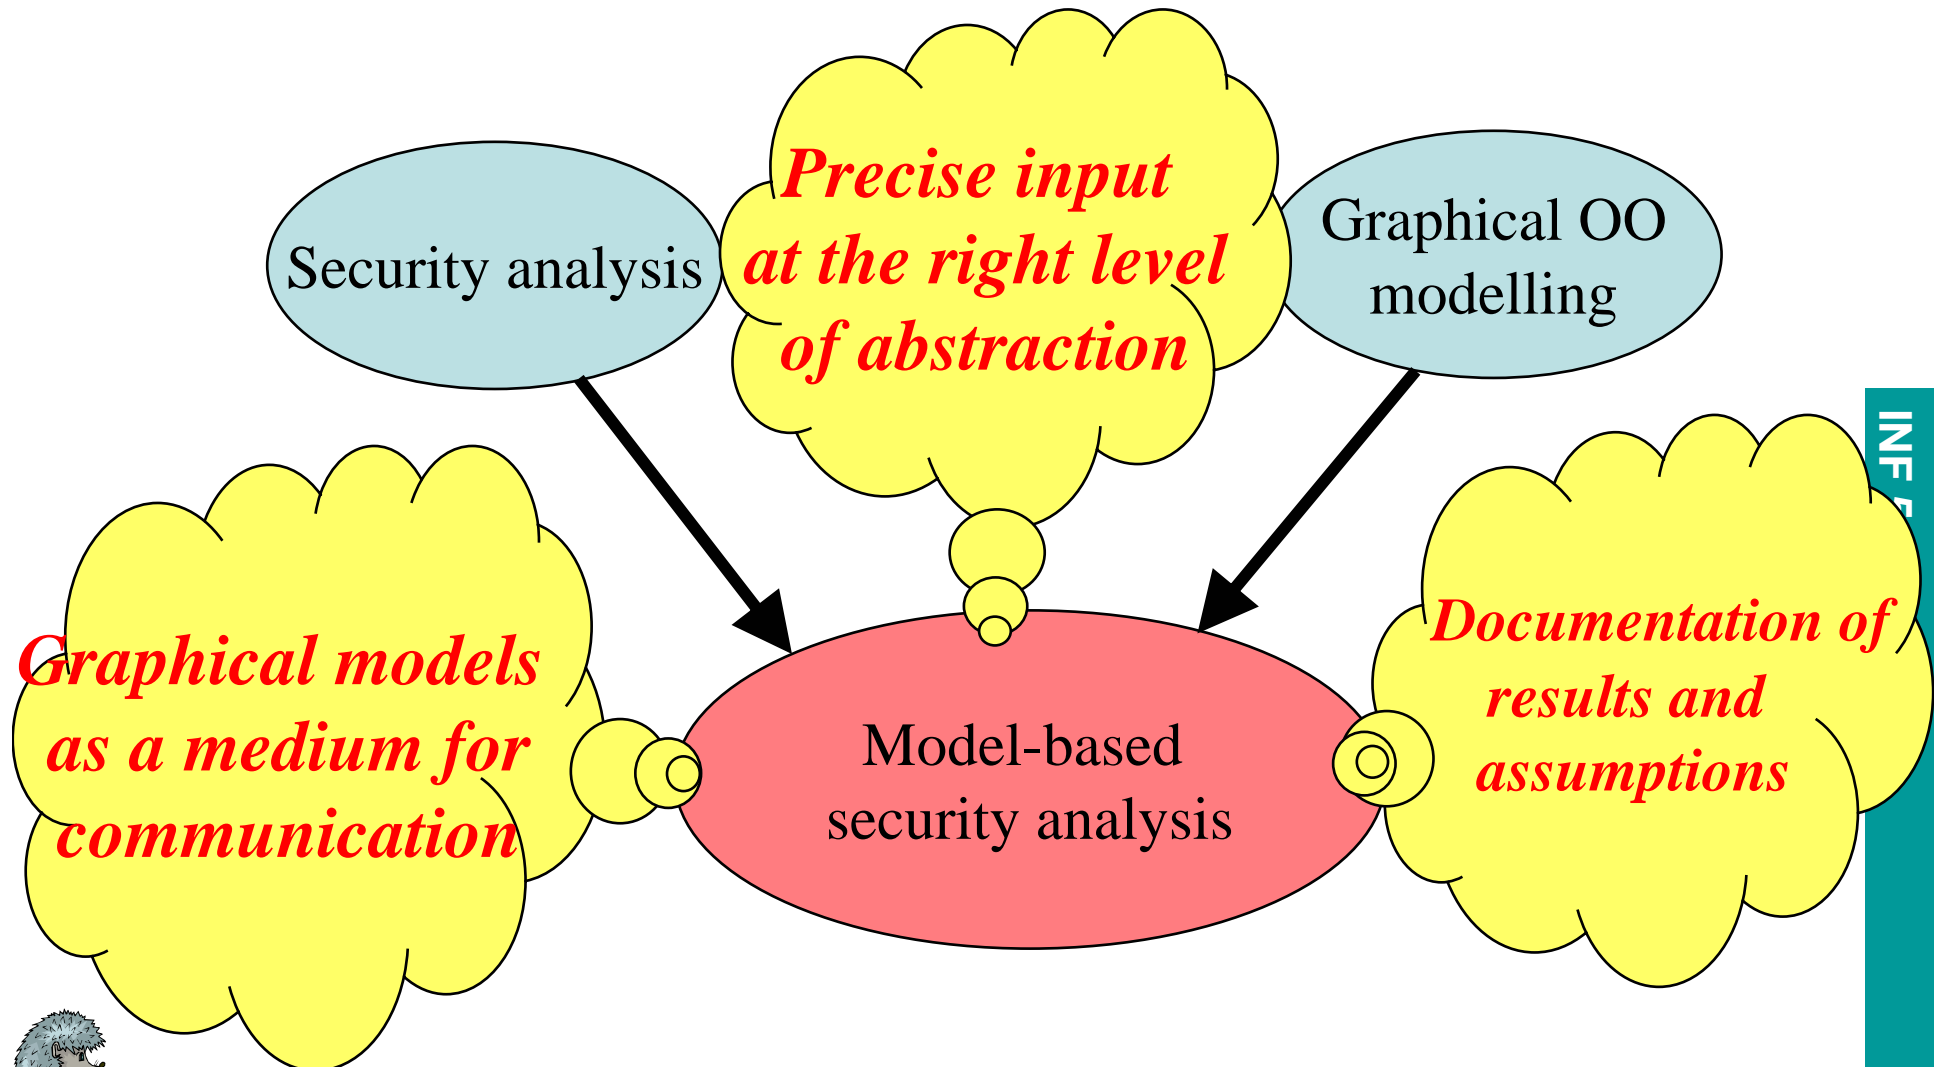 Precise input
at the right level
of abstraction
Security analysis
Graphical OO
modelling
INF
Graphical models
as a medium for
communication
Model-based
security analysis
Documentation of
results and
assumptions